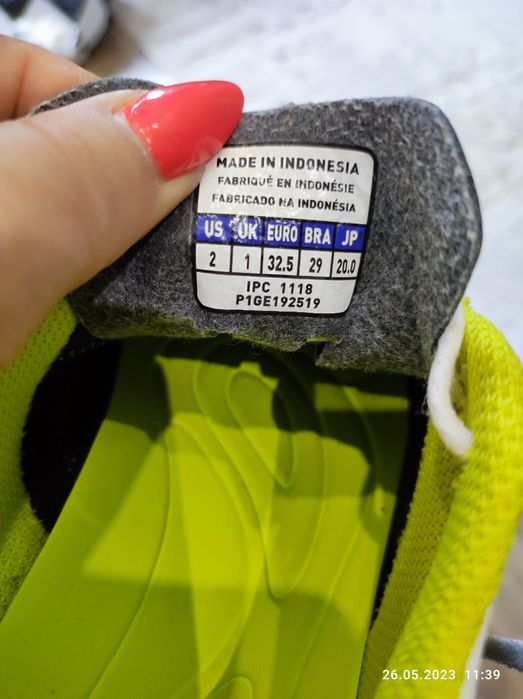 MADE IN INDONESIA
FABRIQUÉ EN INDONÉSIE
FABRICADO NA INDONÉSIA
US UK EURO BRA JP
2 1 32.5 29 20.0
IPC 1118
P1GE192519
26.05.2023 11:39